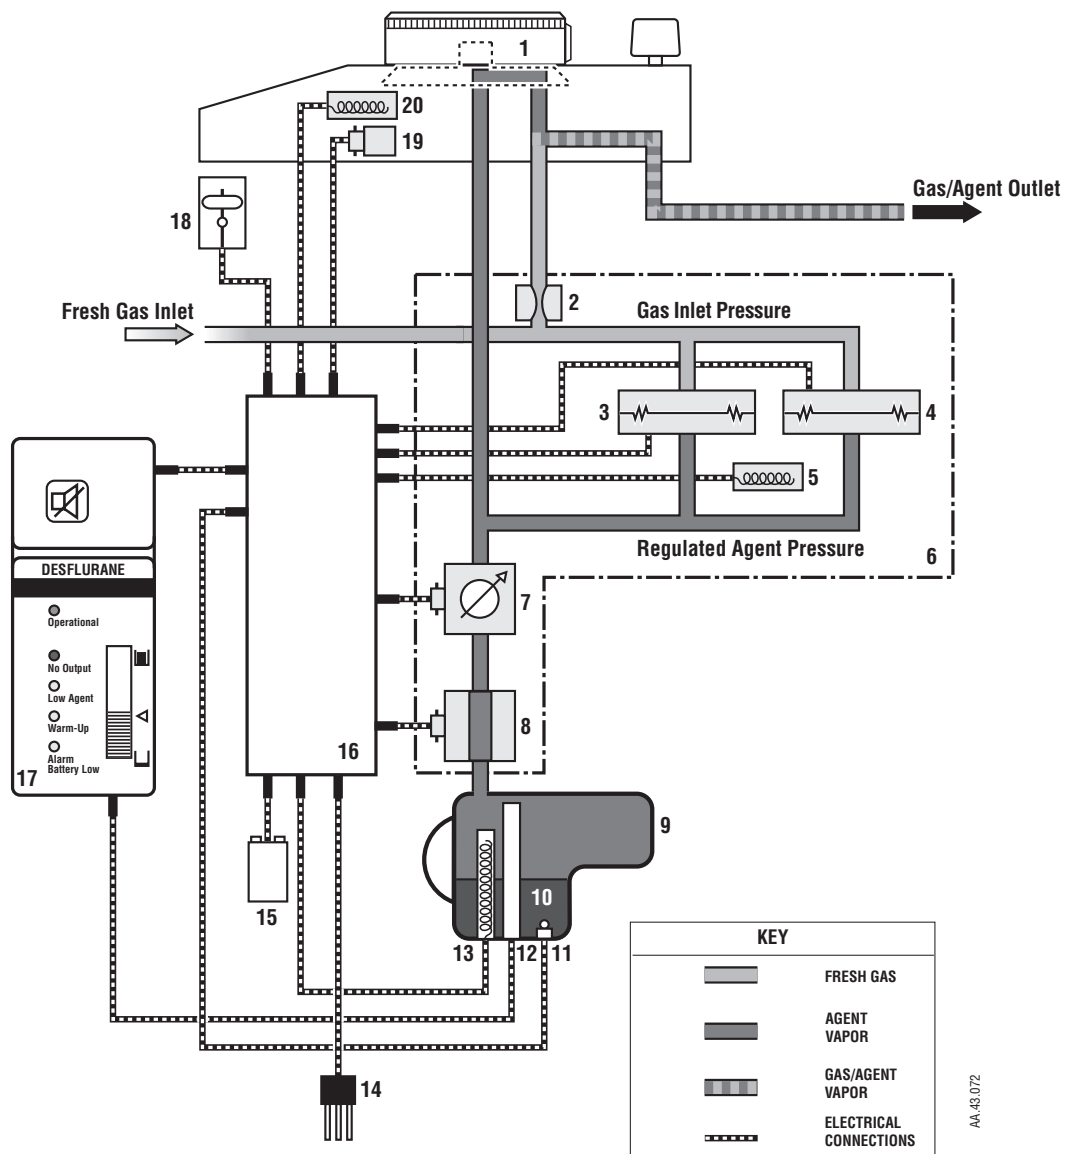 1
20
19
18
Gas/Agent Outlet
Fresh Gas Inlet
2
Gas Inlet Pressure
3
4
5
Regulated Agent Pressure
6
DESFLURANE
Operational
No Output
Low Agent
Warm-Up
Alarm
Battery Low
17
7
8
16
9
10
15
13
12
11
14
KEY
FRESH GAS
AGENT
VAPOR
GAS/AGENT
VAPOR
ELECTRICAL
CONNECTIONS
AA.43.072